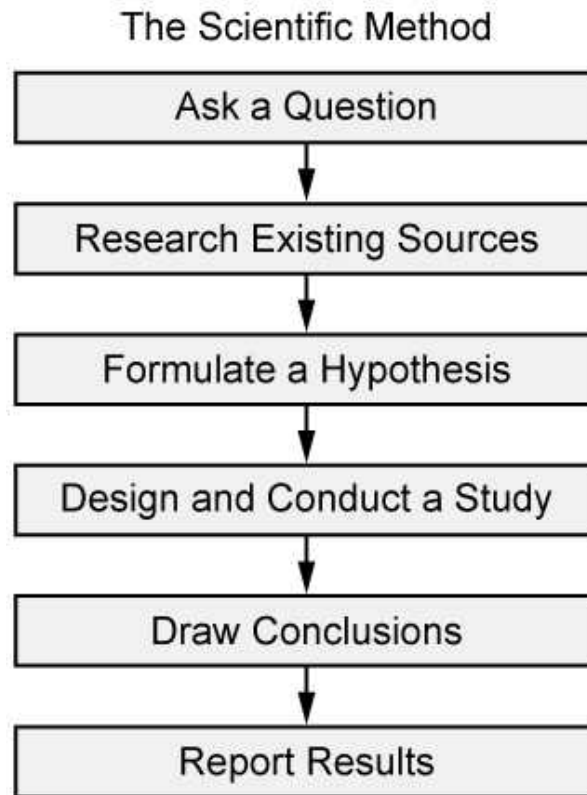 The Scientific Method
Ask a Question
Research Existing Sources
Formulate a Hypothesis
Design and Conduct a Study
Draw Conclusions
Report Results